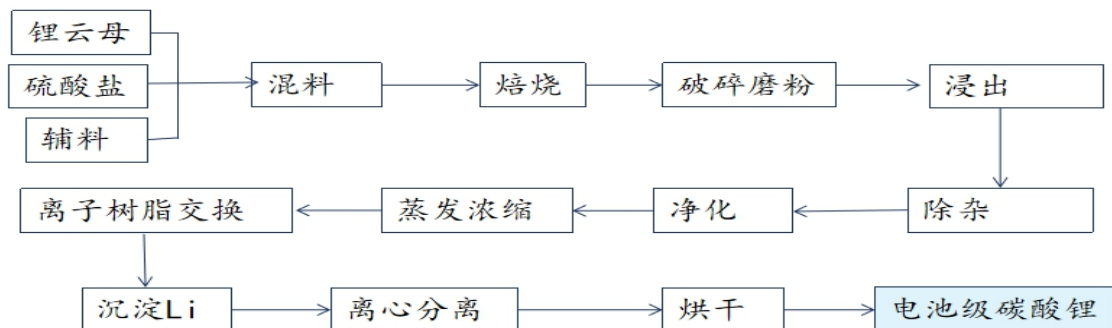 锂云母
硫酸盐
辅料
混料
焙烧
破碎磨粉
浸出
除杂
净化
蒸发浓缩
离子树脂交换
沉淀Li
离心分离
烘干
电池级碳酸锂